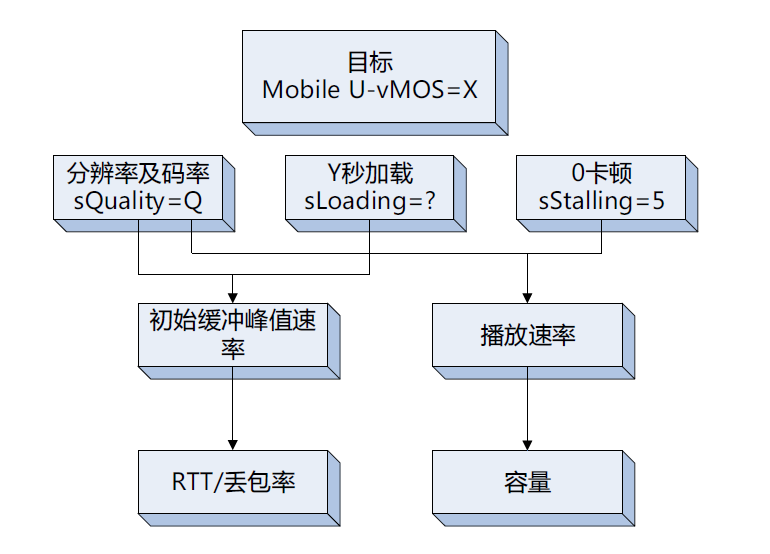 目标
Mobile U-vMOS=X
分辨率及码率
sQuality=Q
Y秒加载
sLoading=?
0卡顿
sStalling=5
初始缓冲峰值速
率
播放速率
RTT/丢包率
容量